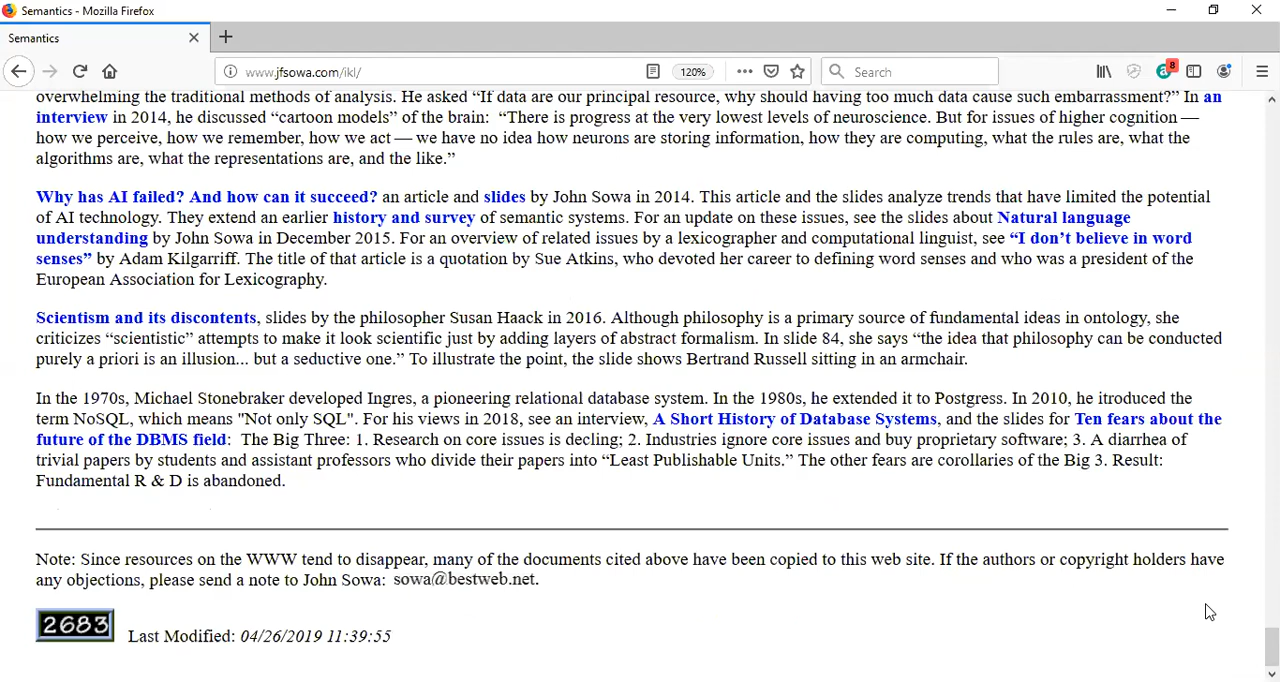 Semantics - Mozilla Firefox
Semantics
www.jfsowa.com/ikl/
120%
Search
8
overwhelming the traditional methods of analysis. He asked “If data are our principal resource, why should having too much data cause such embarrassment?” In an
interview in 2014, he discussed “cartoon models” of the brain: “There is progress at the very lowest levels of neuroscience. But for issues of higher cognition —
how we perceive, how we remember, how we act — we have no idea how neurons are storing information, how they are computing, what the rules are, what the
algorithms are, what the representations are, and the like.”
Why has AI failed? And how can it succeed? an article and slides by John Sowa in 2014. This article and the slides analyze trends that have limited the potential
of AI technology. They extend an earlier history and survey of semantic systems. For an update on these issues, see the slides about Natural language
understanding by John Sowa in December 2015. For an overview of related issues by a lexicographer and computational linguist, see “I don’t believe in word
senses” by Adam Kilgarriff. The title of that article is a quotation by Sue Atkins, who devoted her career to defining word senses and who was a president of the
European Association for Lexicography.
Scientism and its discontents, slides by the philosopher Susan Haack in 2016. Although philosophy is a primary source of fundamental ideas in ontology, she
criticizes “scientistic” attempts to make it look scientific just by adding layers of abstract formalism. In slide 84, she says “the idea that philosophy can be conducted
purely a priori is an illusion... but a seductive one.” To illustrate the point, the slide shows Bertrand Russell sitting in an armchair.
In the 1970s, Michael Stonebraker developed Ingres, a pioneering relational database system. In the 1980s, he extended it to Postgress. In 2010, he itroduced the
term NoSQL, which means "Not only SQL". For his views in 2018, see an interview, A Short History of Database Systems, and the slides for Ten fears about the
future of the DBMS field: The Big Three: 1. Research on core issues is decling; 2. Industries ignore core issues and buy proprietary software; 3. A diarrhea of
trivial papers by students and assistant professors who divide their papers into “Least Publishable Units.” The other fears are corollaries of the Big 3. Result:
Fundamental R & D is abandoned.
Note: Since resources on the WWW tend to disappear, many of the documents cited above have been copied to this web site. If the authors or copyright holders have
any objections, please send a note to John Sowa: sowa@bestweb.net.
2683 Last Modified: 04/26/2019 11:39:55